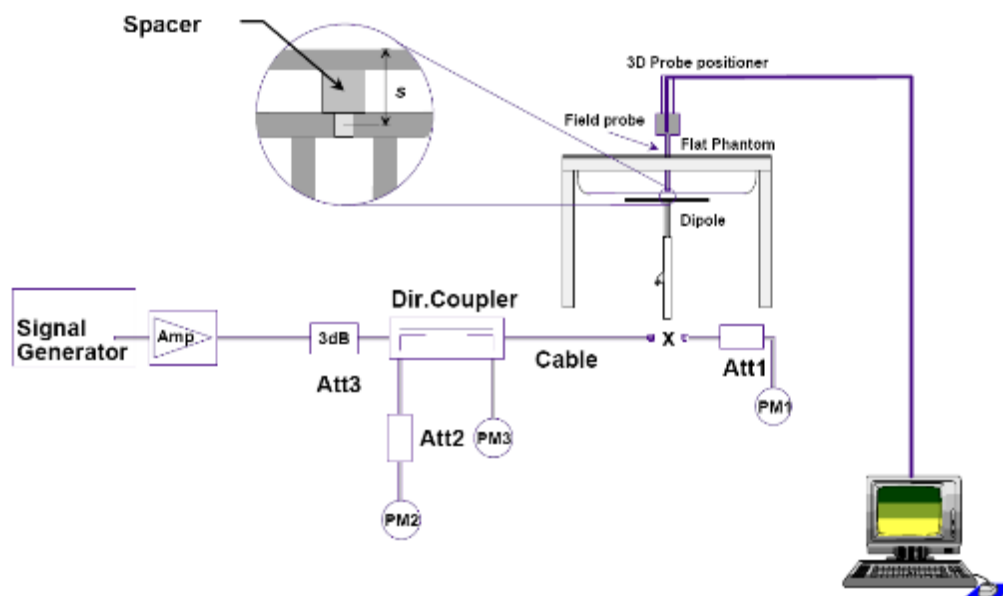 Spacer
s
3D Probe positioner
Field probe
Flat Phantom
Dipole
Signal
Generator
Amp
3dB
Att3
Dir.Coupler
Cable
X
Att1
PM1
Att2
PM3
PM2